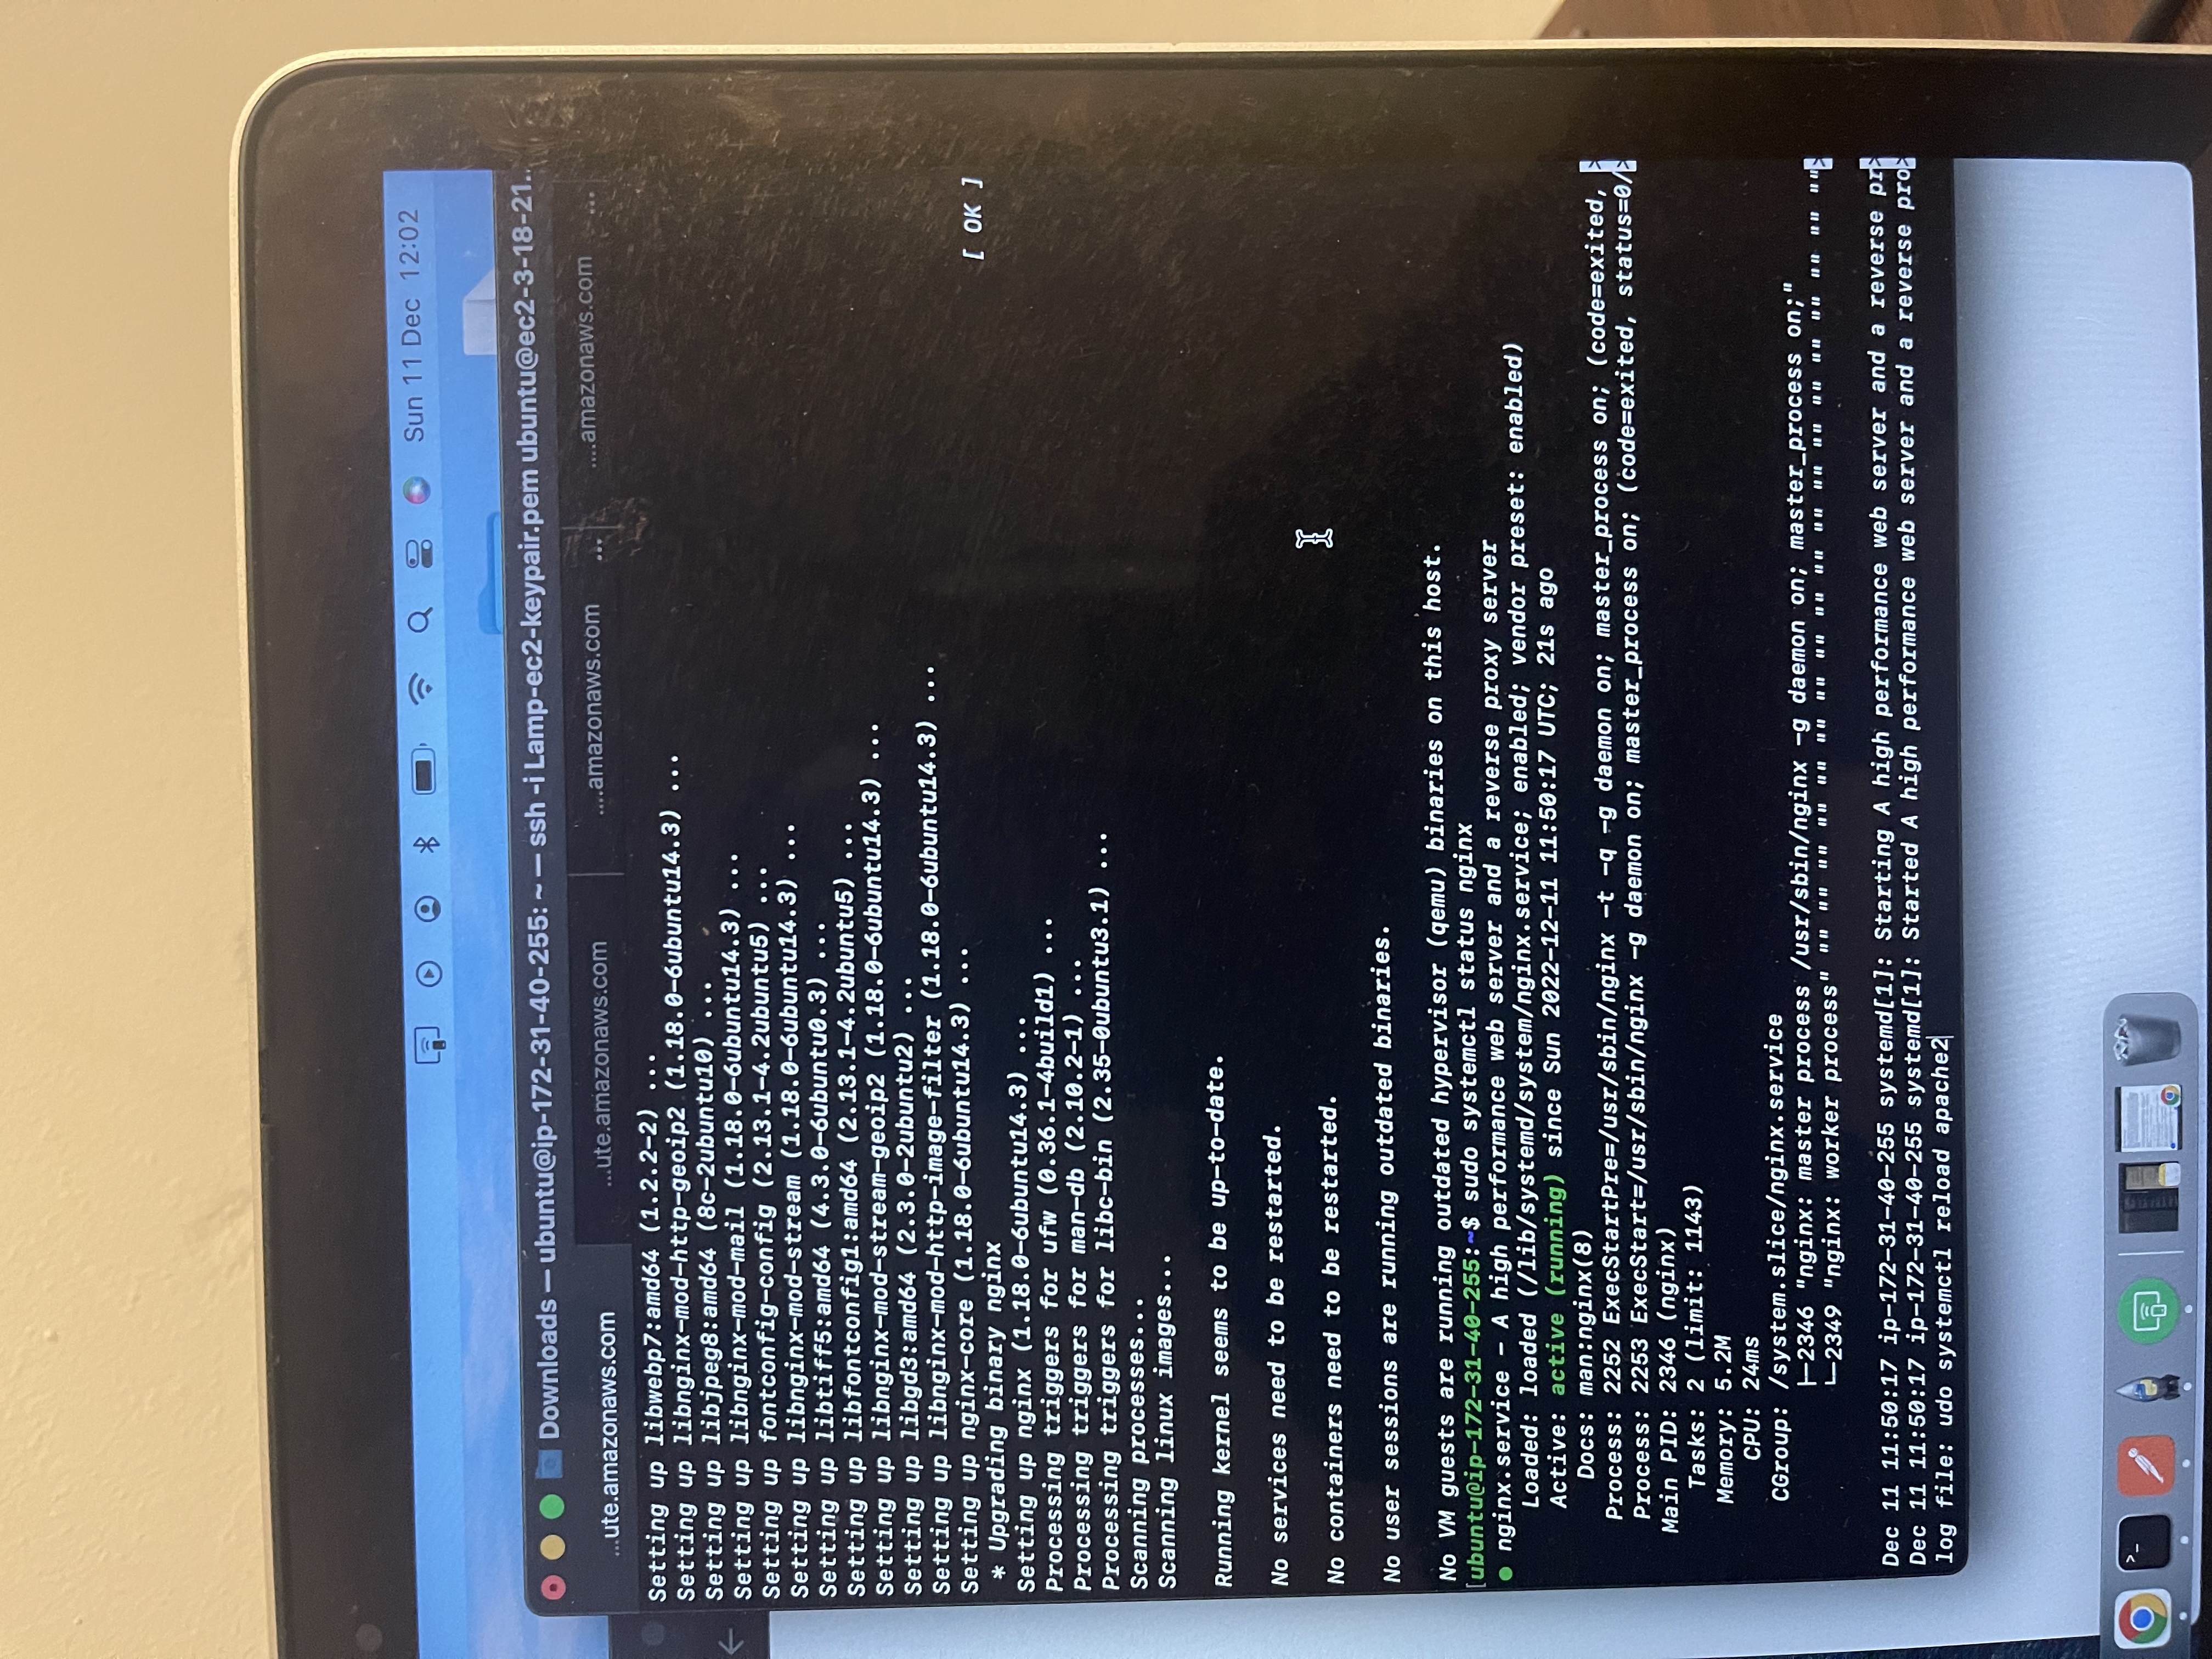 Sun 11 Dec 12:02
Downloads — ubuntu@ip-172-31-40-255: ~ — ssh -i Lamp-ec2-keypair.pem ubuntu@ec2-3-18-21...
...ute.amazonaws.com ...ute.amazonaws.com ....amazonaws.com ... ....amazonaws.com ...
Setting up libwebp7:amd64 (1.2.2-2) ...
Setting up libnginx-mod-http-geoip2 (1.18.0-6ubuntu14.3) ...
Setting up libjpeg8:amd64 (8c-2ubuntu10) ...
Setting up libnginx-mod-mail (1.18.0-6ubuntu14.3) ...
Setting up fontconfig-config (2.13.1-4.2ubuntu5) ...
Setting up libnginx-mod-stream (1.18.0-6ubuntu14.3) ...
Setting up libtiff5:amd64 (4.3.0-6ubuntu0.3) ...
Setting up libfontconfig1:amd64 (2.13.1-4.2ubuntu5) ...
Setting up libnginx-mod-stream-geoip2 (1.18.0-6ubuntu14.3) ...
Setting up libgd3:amd64 (2.3.0-2ubuntu2) ...
Setting up libnginx-mod-http-image-filter (1.18.0-6ubuntu14.3) ...
Setting up nginx-core (1.18.0-6ubuntu14.3) ...
* Upgrading binary nginx [ OK ]
Setting up nginx (1.18.0-6ubuntu14.3) ...
Processing triggers for ufw (0.36.1-4build1) ...
Processing triggers for man-db (2.10.2-1) ...
Processing triggers for libc-bin (2.35-0ubuntu3.1) ...
Scanning processes...
Scanning linux images...
Running kernel seems to be up-to-date.
No services need to be restarted.
No containers need to be restarted.
No user sessions are running outdated binaries.
No VM guests are running outdated hypervisor (qemu) binaries on this host.
[ubuntu@ip-172-31-40-255:~$ sudo systemctl status nginx
● nginx.service - A high performance web server and a reverse proxy server
Loaded: loaded (/lib/systemd/system/nginx.service; enabled; vendor preset: enabled)
Active: active (running) since Sun 2022-12-11 11:50:17 UTC; 21s ago
Docs: man:nginx(8)
Process: 2252 ExecStartPre=/usr/sbin/nginx -t -q -g daemon on; master_process on; (code=exited, >
Process: 2253 ExecStart=/usr/sbin/nginx -g daemon on; master_process on; (code=exited, status=0/>
Main PID: 2346 (nginx)
Tasks: 2 (limit: 1143)
Memory: 5.2M
CPU: 24ms
CGroup: /system.slice/nginx.service
├─2346 "nginx: master process /usr/sbin/nginx -g daemon on; master_process on;"
└─2349 "nginx: worker process" "" "" "" "" "" "" "" "" "" "" "" "" "" "" "" "" "" "" "">
Dec 11 11:50:17 ip-172-31-40-255 systemd[1]: Starting A high performance web server and a reverse pr>
Dec 11 11:50:17 ip-172-31-40-255 systemd[1]: Started A high performance web server and a reverse pro>
log file: udo systemctl reload apache2